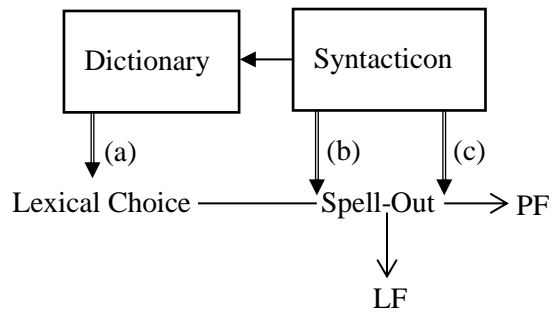 Dictionary Syntacticon
(a) (b) (c)
Lexical Choice Spell-Out PF
LF